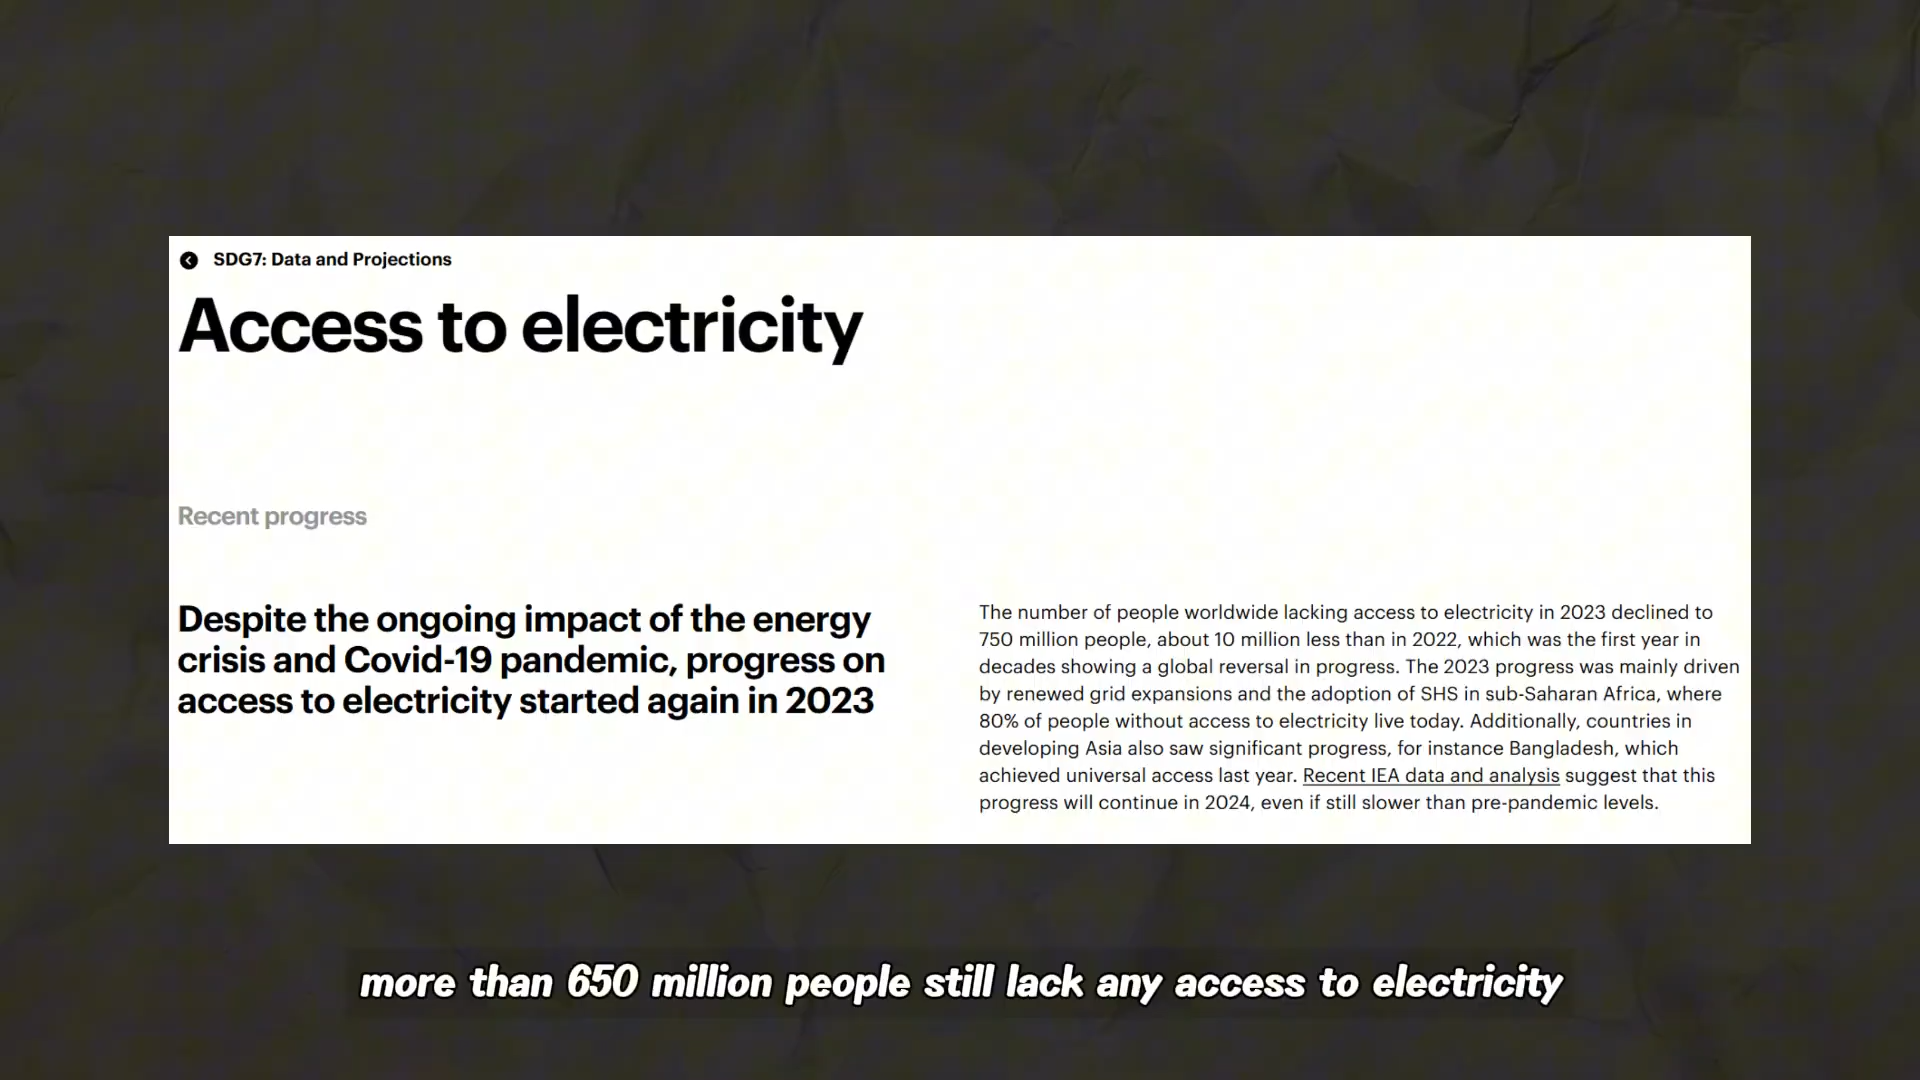 SDG7: Data and Projections
Access to electricity
Recent progress
Despite the ongoing impact of the energy
crisis and Covid-19 pandemic, progress on
access to electricity started again in 2023
The number of people worldwide lacking access to electricity in 2023 declined to
750 million people, about 10 million less than in 2022, which was the first year in
decades showing a global reversal in progress. The 2023 progress was mainly driven
by renewed grid expansions and the adoption of SHS in sub-Saharan Africa, where
80% of people without access to electricity live today. Additionally, countries in
developing Asia also saw significant progress, for instance Bangladesh, which
achieved universal access last year. Recent IEA data and analysis suggest that this
progress will continue in 2024, even if still slower than pre-pandemic levels.
more than 650 million people still lack any access to electricity